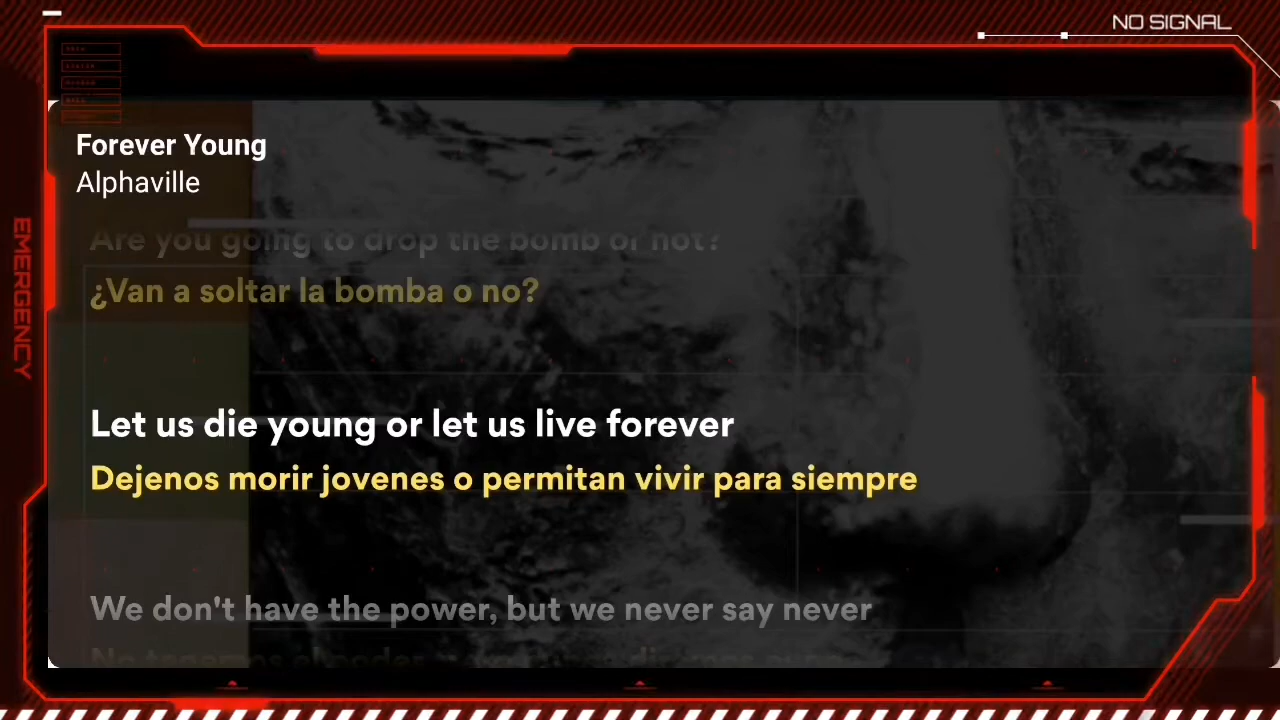 NO SIGNAL
EMERGENCY
Forever Young
Alphaville
Are you going to drop the bomb or not?
¿Van a soltar la bomba o no?
Let us die young or let us live forever
Dejenos morir jovenes o permitan vivir para siempre
We don't have the power, but we never say never